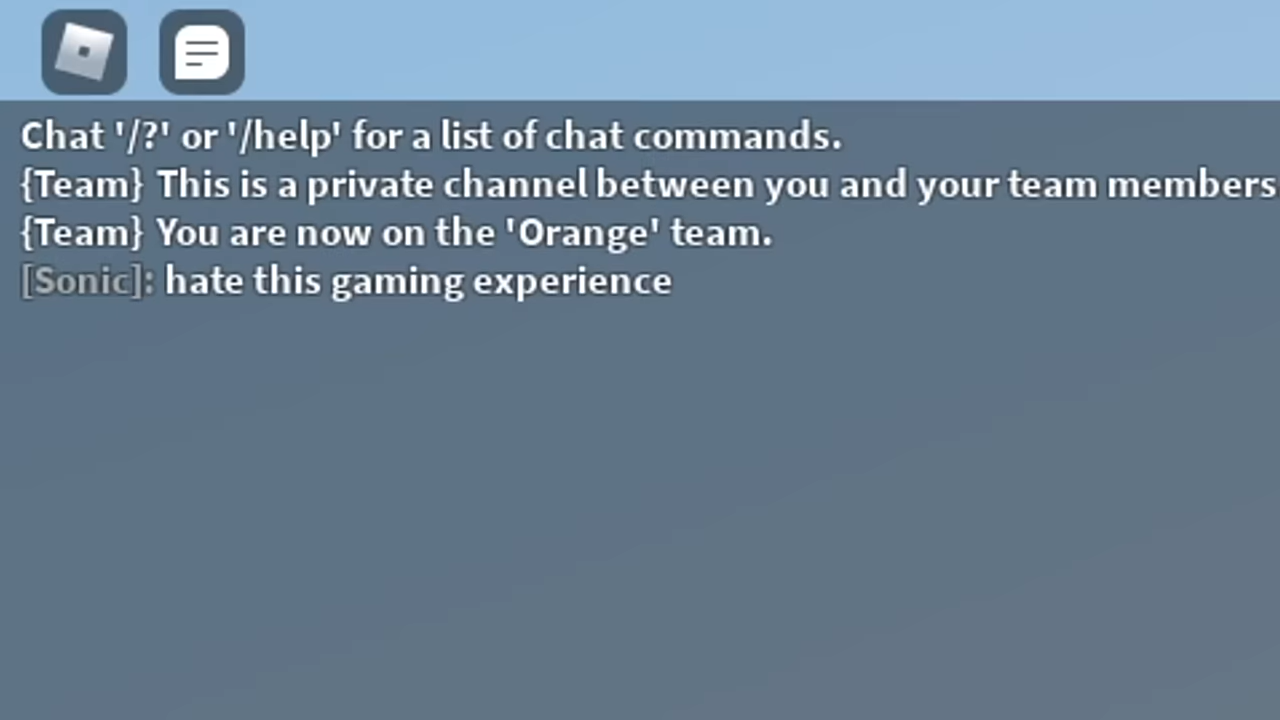 Chat '/?' or '/help' for a list of chat commands.
{Team} This is a private channel between you and your team members
{Team} You are now on the 'Orange' team.
[Sonic]: hate this gaming experience